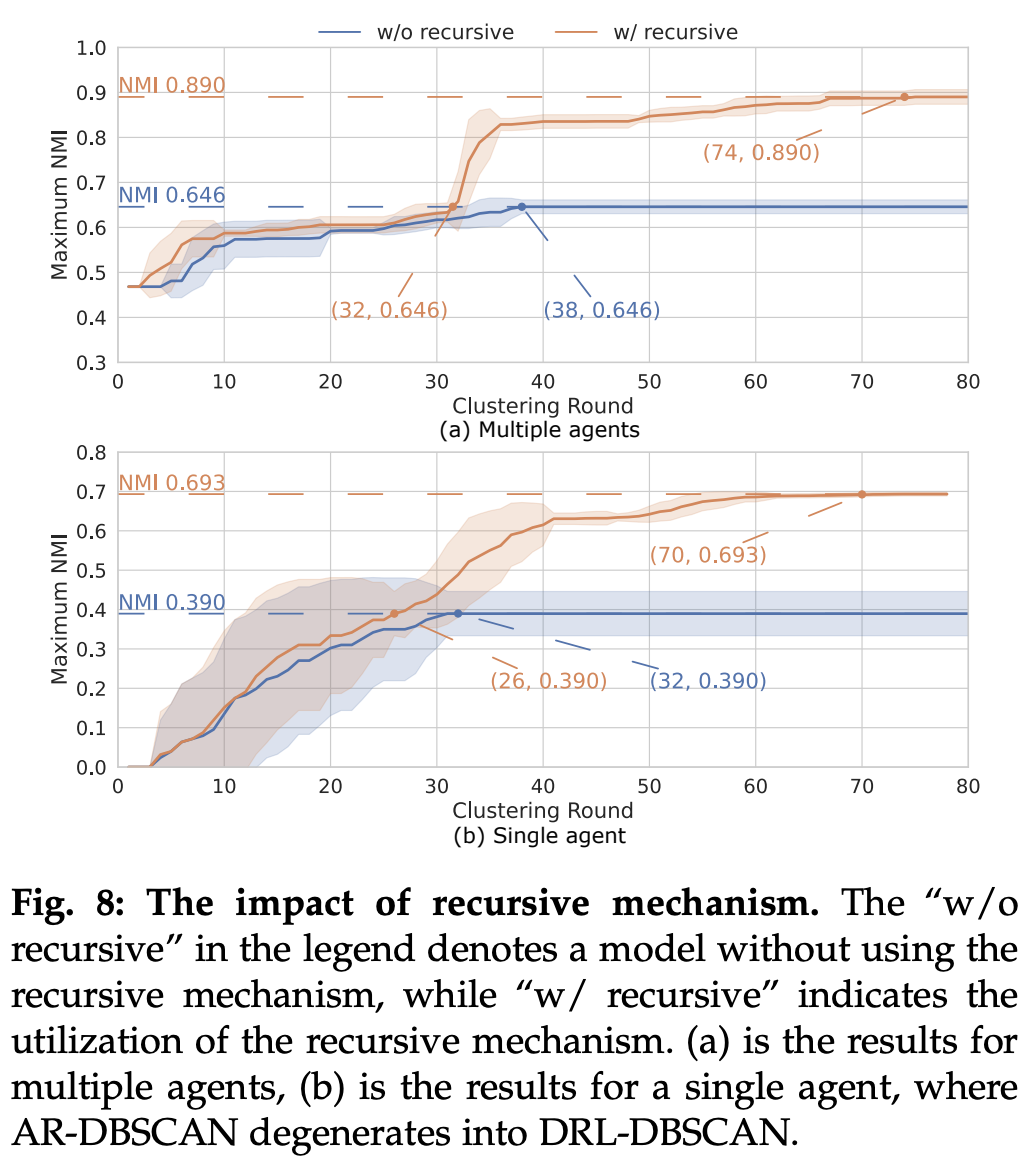 w/o recursive w/ recursive
1.0
0.9
0.8
0.7
0.6
0.5
0.4
0.3
Maximum NMI
NMI 0.890
(74, 0.890)
NMI 0.646
(32, 0.646)
(38, 0.646)
0 10 20 30 40 50 60 70 80
Clustering Round
(a) Multiple agents
0.8
0.7
0.6
0.5
0.4
0.3
0.2
0.1
0.0
Maximum NMI
NMI 0.693
(70, 0.693)
NMI 0.390
(26, 0.390)
(32, 0.390)
0 10 20 30 40 50 60 70 80
Clustering Round
(b) Single agent
Fig. 8: The impact of recursive mechanism. The “w/o
recursive” in the legend denotes a model without using the
recursive mechanism, while “w/ recursive” indicates the
utilization of the recursive mechanism. (a) is the results for
multiple agents, (b) is the results for a single agent, where
AR-DBSCAN degenerates into DRL-DBSCAN.